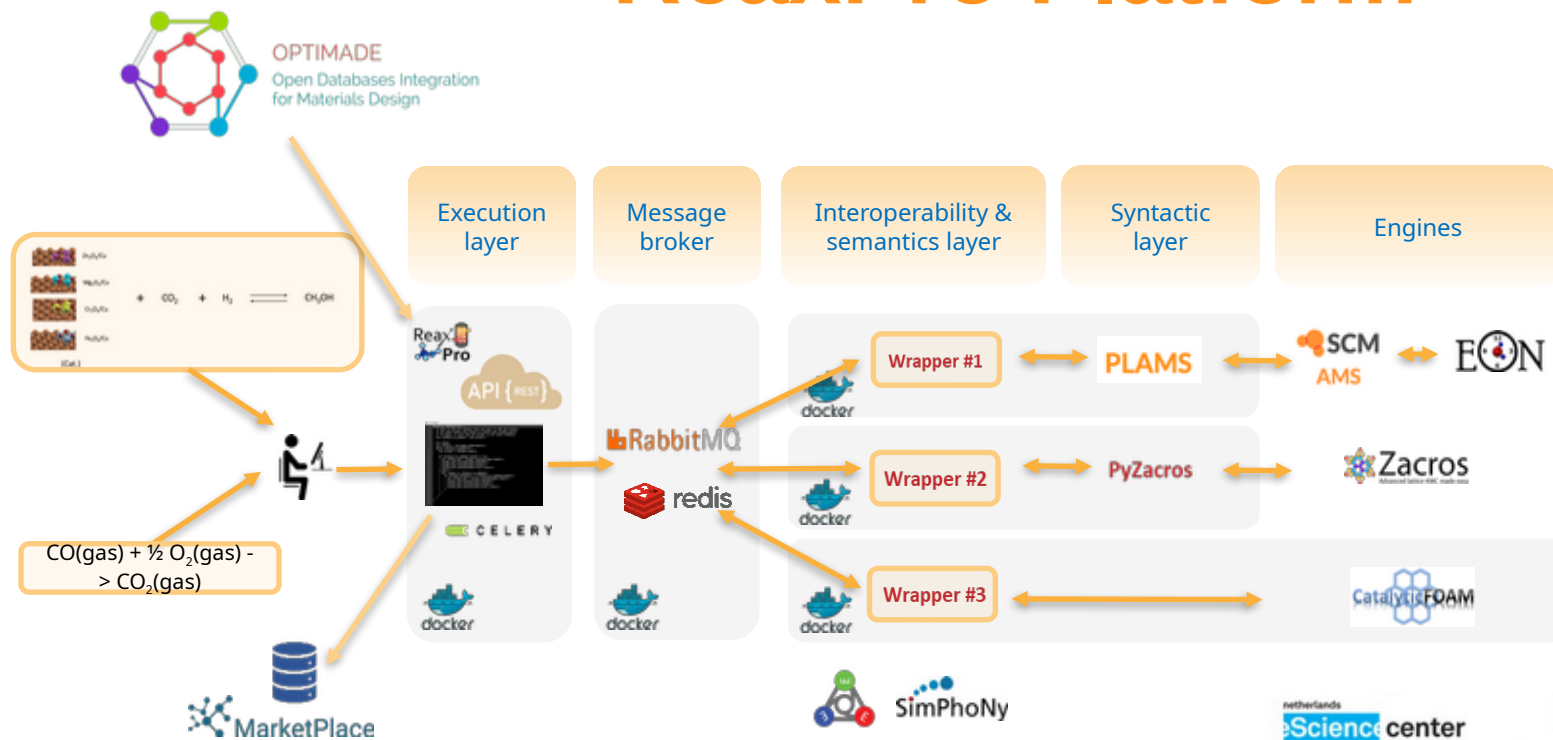 ReaxPro Platform
OPTIMADE
Open Databases Integration
for Materials Design
Execution
layer
Message
broker
Interoperability &
semantics layer
Syntactic
layer
Engines
+ CO₂ + H₂ CH₃OH
(Cat.)
Reax
Pro
API {REST}
CELERY
docker
RabbitMQ
redis
docker
Wrapper #1
docker
PLAMS
SCM
AMS
EON
Wrapper #2
docker
PyZacros
Zacros
Wrapper #3
docker
CatalyticFOAM
CO(gas) + ½ O₂(gas) -
> CO₂(gas)
MarketPlace
SimPhoNy
netherlands
eScience center